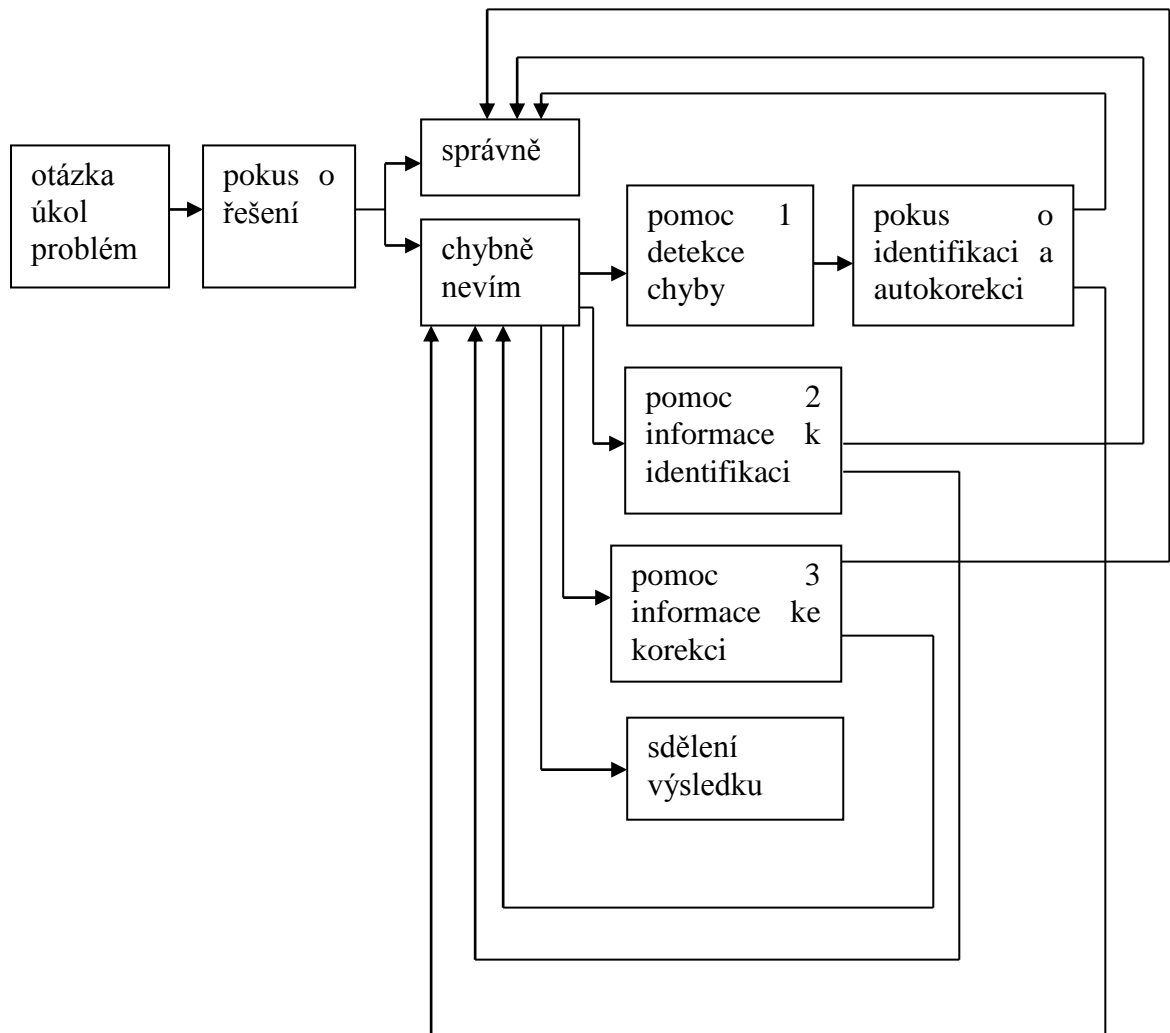 otázka
úkol
problém
pokus o
řešení
správně
chybně
nevím
pomoc 1
detekce
chyby
pokus o
identifikaci a
autokorekci
pomoc 2
informace k
identifikaci
pomoc 3
informace ke
korekci
sdělení
výsledku